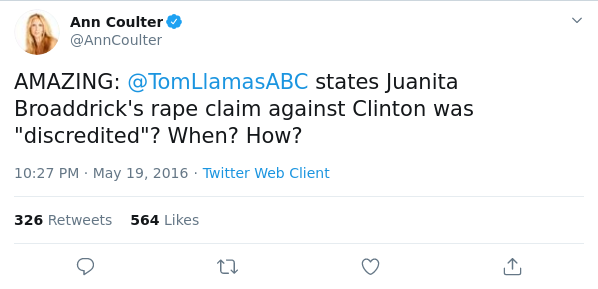 Ann Coulter
@AnnCoulter
AMAZING: @TomLlamasABC states Juanita
Broaddrick's rape claim against Clinton was
"discredited"? When? How?
10:27 PM · May 19, 2016 · Twitter Web Client
326 Retweets 564 Likes